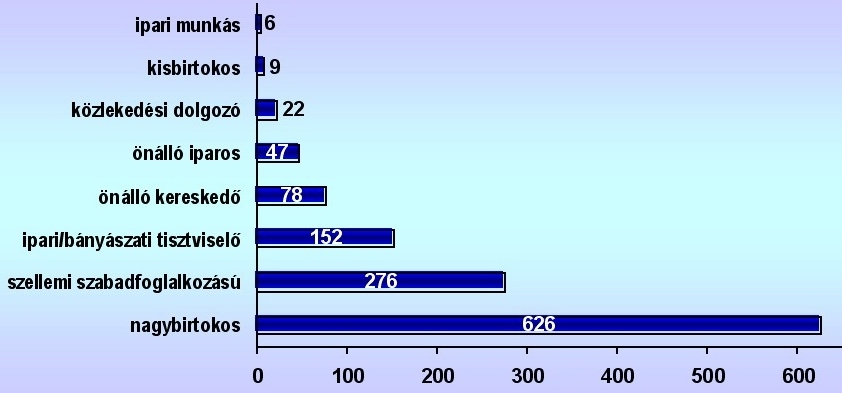 ipari munkás 6
kisbirtokos 9
közlekedési dolgozó 22
önálló iparos 47
önálló kereskedő 78
ipari/bányászati tisztviselő 152
szellemi szabadfoglalkozású 276
nagybirtokos 626
0 100 200 300 400 500 600